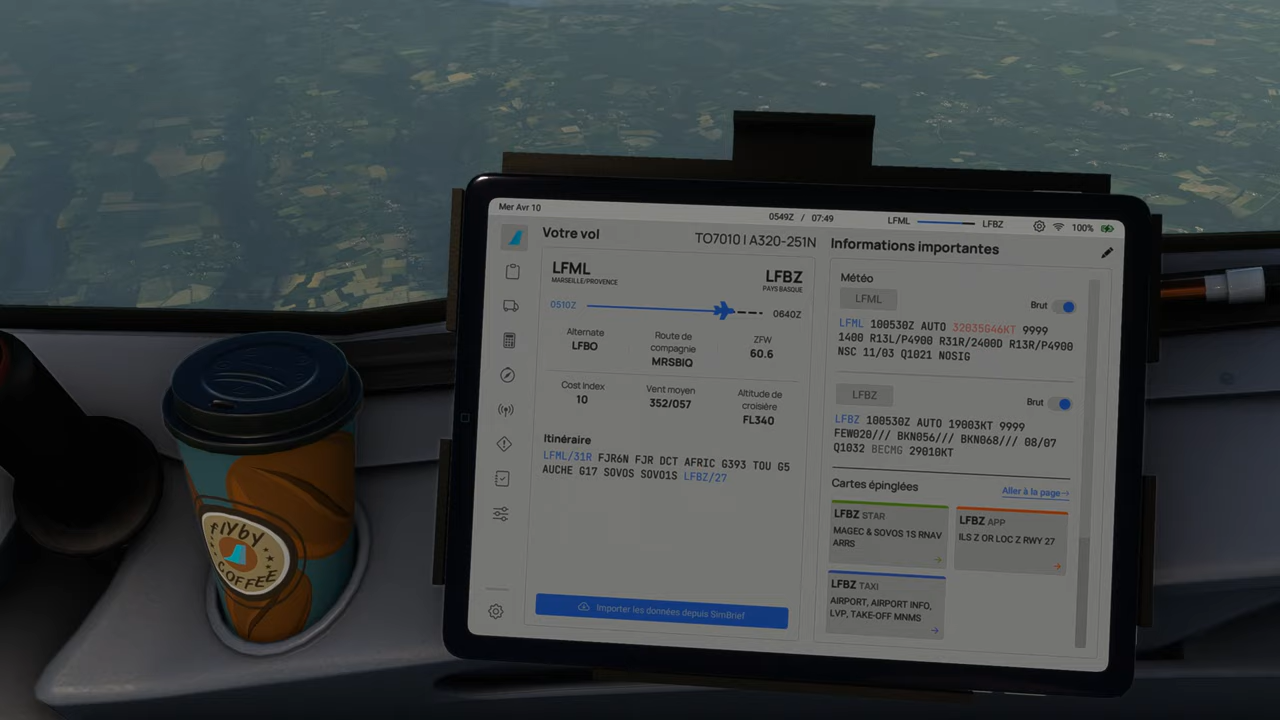 Mer Avr 10
0549Z / 07:49
LFML LFBZ
100%
Votre vol
TO7010 | A320-251N
LFML
MARSEILLE/PROVENCE
LFBZ
PAYS BASQUE
0510Z
0640Z
Alternate
LFBO
Route de
compagnie
MRSBIQ
ZFW
60.6
Cost Index
10
Vent moyen
352/057
Altitude de
croisière
FL340
Itinéraire
LFML/31R FJR6N FJR DCT AFRIC G393 TOU G5
AUCHE G17 SOVOS SOVO1S LFBZ/27
Importer les données depuis SimBrief
Informations importantes
Météo
LFML
Brut
LFML 100530Z AUTO 32035G46KT 9999
1400 R13L/P4900 R31R/2400D R13R/P4900
NSC 11/03 Q1021 NOSIG
LFBZ
Brut
LFBZ 100530Z AUTO 19003KT 9999
FEW020/// BKN056/// BKN068/// 08/07
Q1032 BECMG 29010KT
Cartes épinglées
Aller à la page
LFBZ STAR
MAGEC & SOVOS 1S RNAV
ARRS
LFBZ APP
ILS Z OR LOC Z RWY 27
LFBZ TAXI
AIRPORT, AIRPORT INFO,
LVP, TAKE-OFF MNMS
flyby
COFFEE